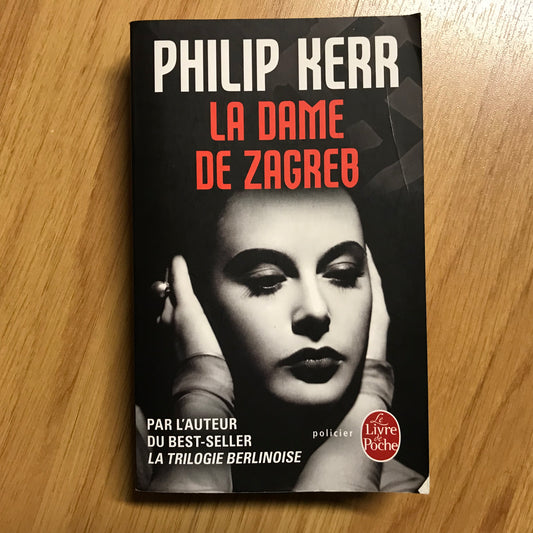 PHILIP KERR
LA DAME
DE ZAGREB
PAR L'AUTEUR
DU BEST-SELLER
LA TRILOGIE BERLINOISE
policier
Le
Livre
de
Poche